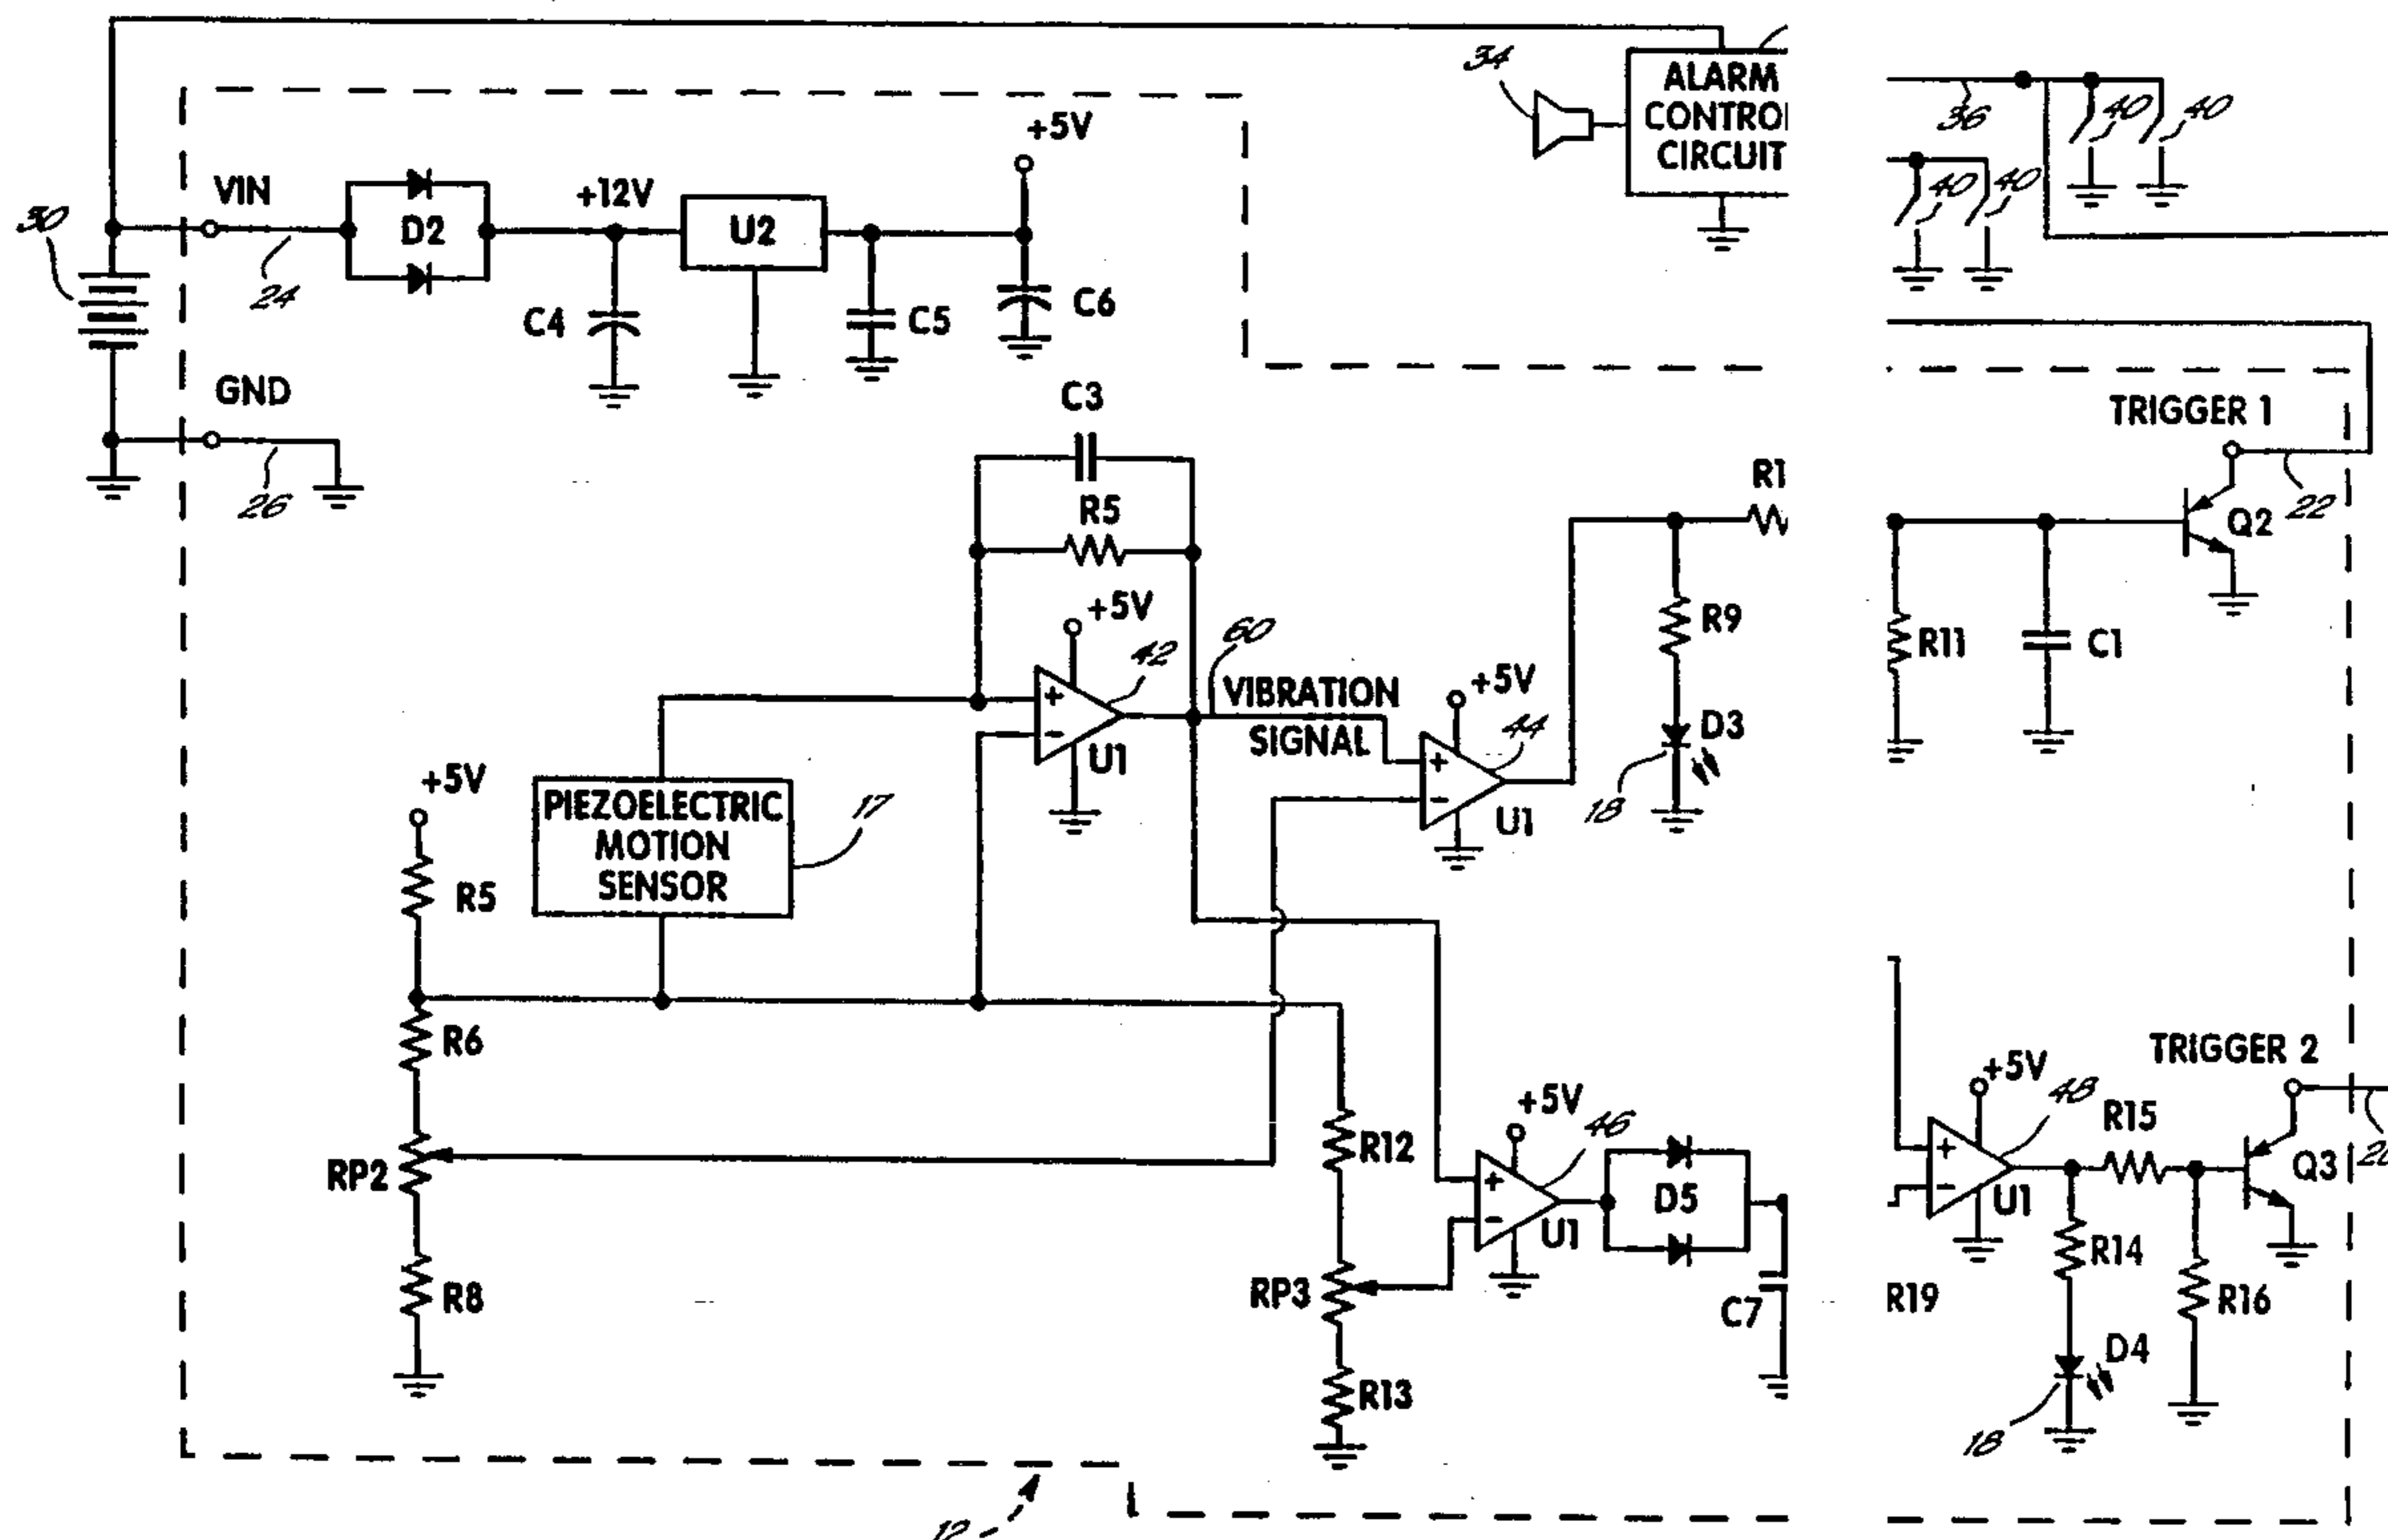 34
ALARM
CONTROL
CIRCUIT
36
40
40
40
40
+5V
VIN
D2
+12V
U2
30
24
C4
C5
C6
GND
26
C3
TRIGGER 1
R5
R1
22
Q2
+5V
42
60
R9
R11
C1
VIBRATION
SIGNAL
+
-
U1
+5V
44
D3
+
-
U1
18
+5V
PIEZOELECTRIC
MOTION
SENSOR
17
R5
R6
TRIGGER 2
+5V
46
+5V
48
R15
RP2
R12
+
-
U1
D5
+
-
U1
Q3
R14
R8
RP3
C7
R19
R16
D4
R13
18
12